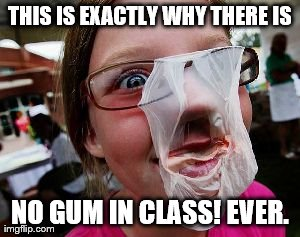 THIS IS EXACTLY WHY THERE IS
NO GUM IN CLASS! EVER.
imgflip.com